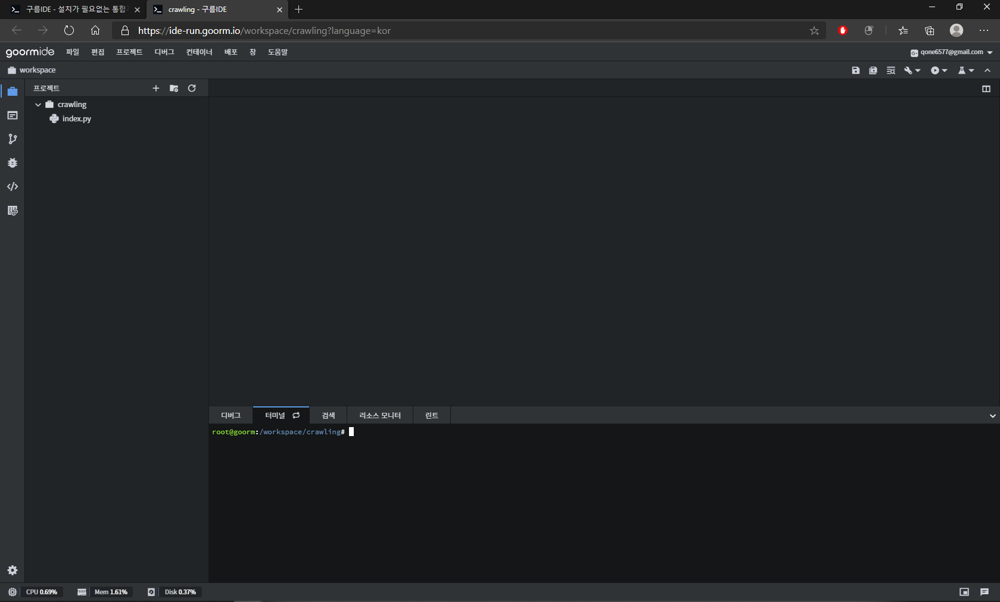 구름IDE - 설치가 필요없는 통합
crawling - 구름IDE
https://ide-run.goorm.io/workspace/crawling?language=kor
goormide 파일 편집 프로젝트 디버그 컨테이너 배포 창 도움말
G+ qone6577@gmail.com
workspace
프로젝트
crawling
index.py
디버그 터미널 검색 리소스 모니터 린트
root@goorm:/workspace/crawling#
CPU 0.69% Mem 1.61% Disk 0.37%